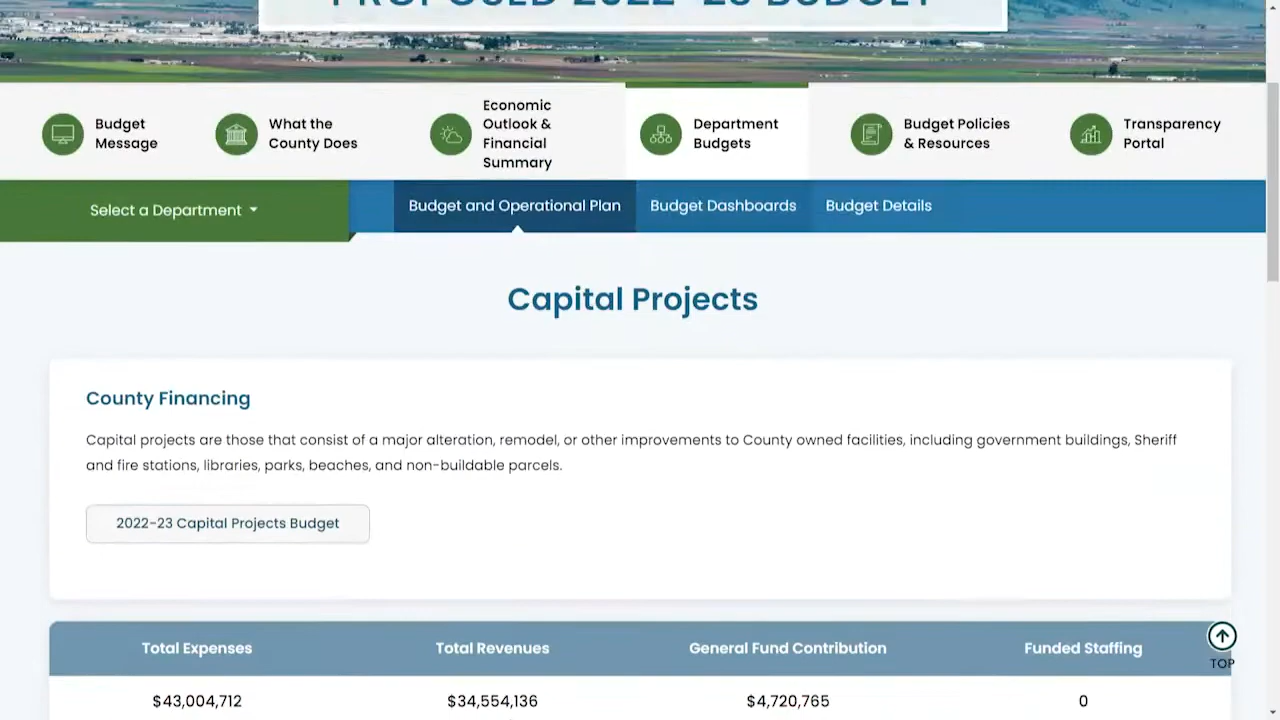 PROPOSED 2022-23 BUDGET
Budget
Message
What the
County Does
Economic
Outlook &
Financial
Summary
Department
Budgets
Budget Policies
& Resources
Transparency
Portal
Select a Department
Budget and Operational Plan
Budget Dashboards
Budget Details
Capital Projects
County Financing
Capital projects are those that consist of a major alteration, remodel, or other improvements to County owned facilities, including government buildings, Sheriff
and fire stations, libraries, parks, beaches, and non-buildable parcels.
2022-23 Capital Projects Budget
Total Expenses Total Revenues General Fund Contribution Funded Staffing
TOP
$43,004,712 $34,554,136 $4,720,765 0